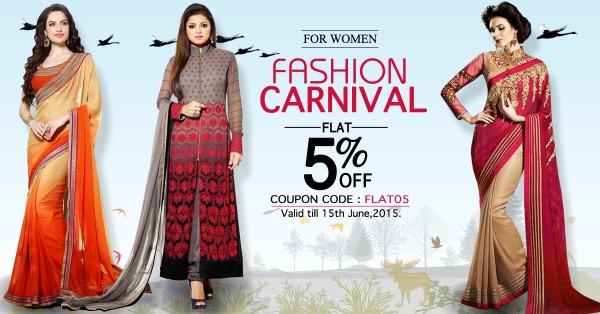 FOR WOMEN
FASHION
CARNIVAL
FLAT
5% OFF
COUPON CODE : FLAT05
Valid till 15th June,2015.